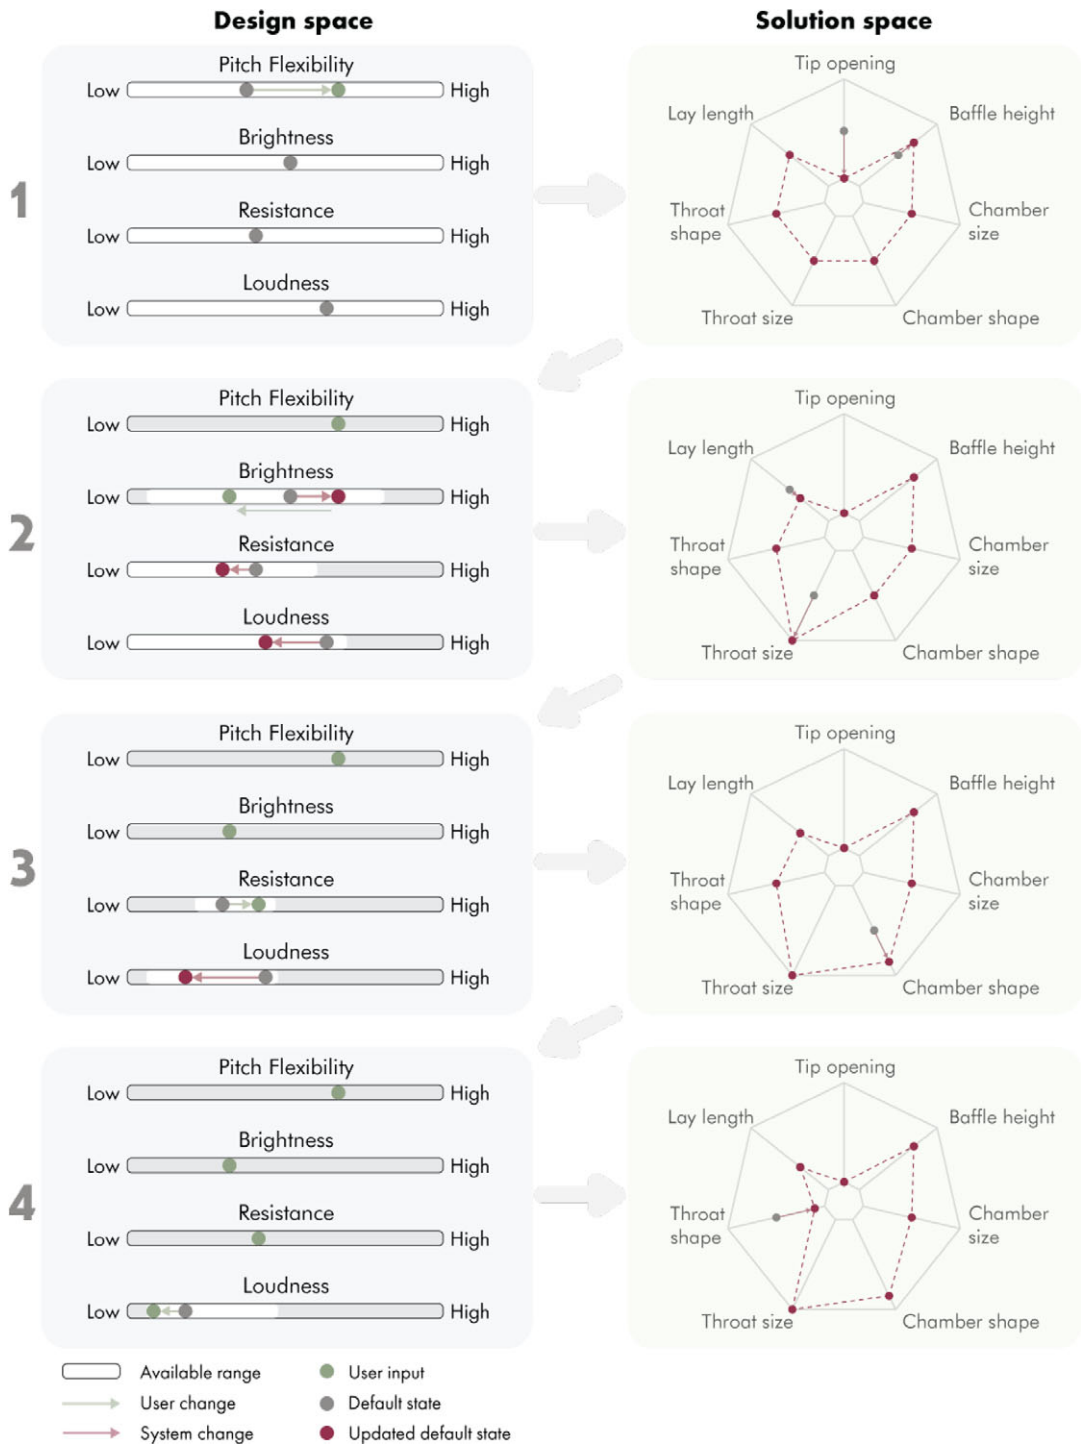 Design space
Solution space
1
Pitch Flexibility
Low High
Brightness
Low High
Resistance
Low High
Loudness
Low High
Tip opening
Lay length
Baffle height
Throat
shape
Chamber
size
Throat size
Chamber shape
2
Pitch Flexibility
Low High
Brightness
Low High
Resistance
Low High
Loudness
Low High
Tip opening
Lay length
Baffle height
Throat
shape
Chamber
size
Throat size
Chamber shape
3
Pitch Flexibility
Low High
Brightness
Low High
Resistance
Low High
Loudness
Low High
Tip opening
Lay length
Baffle height
Throat
shape
Chamber
size
Throat size
Chamber shape
4
Pitch Flexibility
Low High
Brightness
Low High
Resistance
Low High
Loudness
Low High
Tip opening
Lay length
Baffle height
Throat
shape
Chamber
size
Throat size
Chamber shape
Available range
User input
User change
Default state
System change
Updated default state